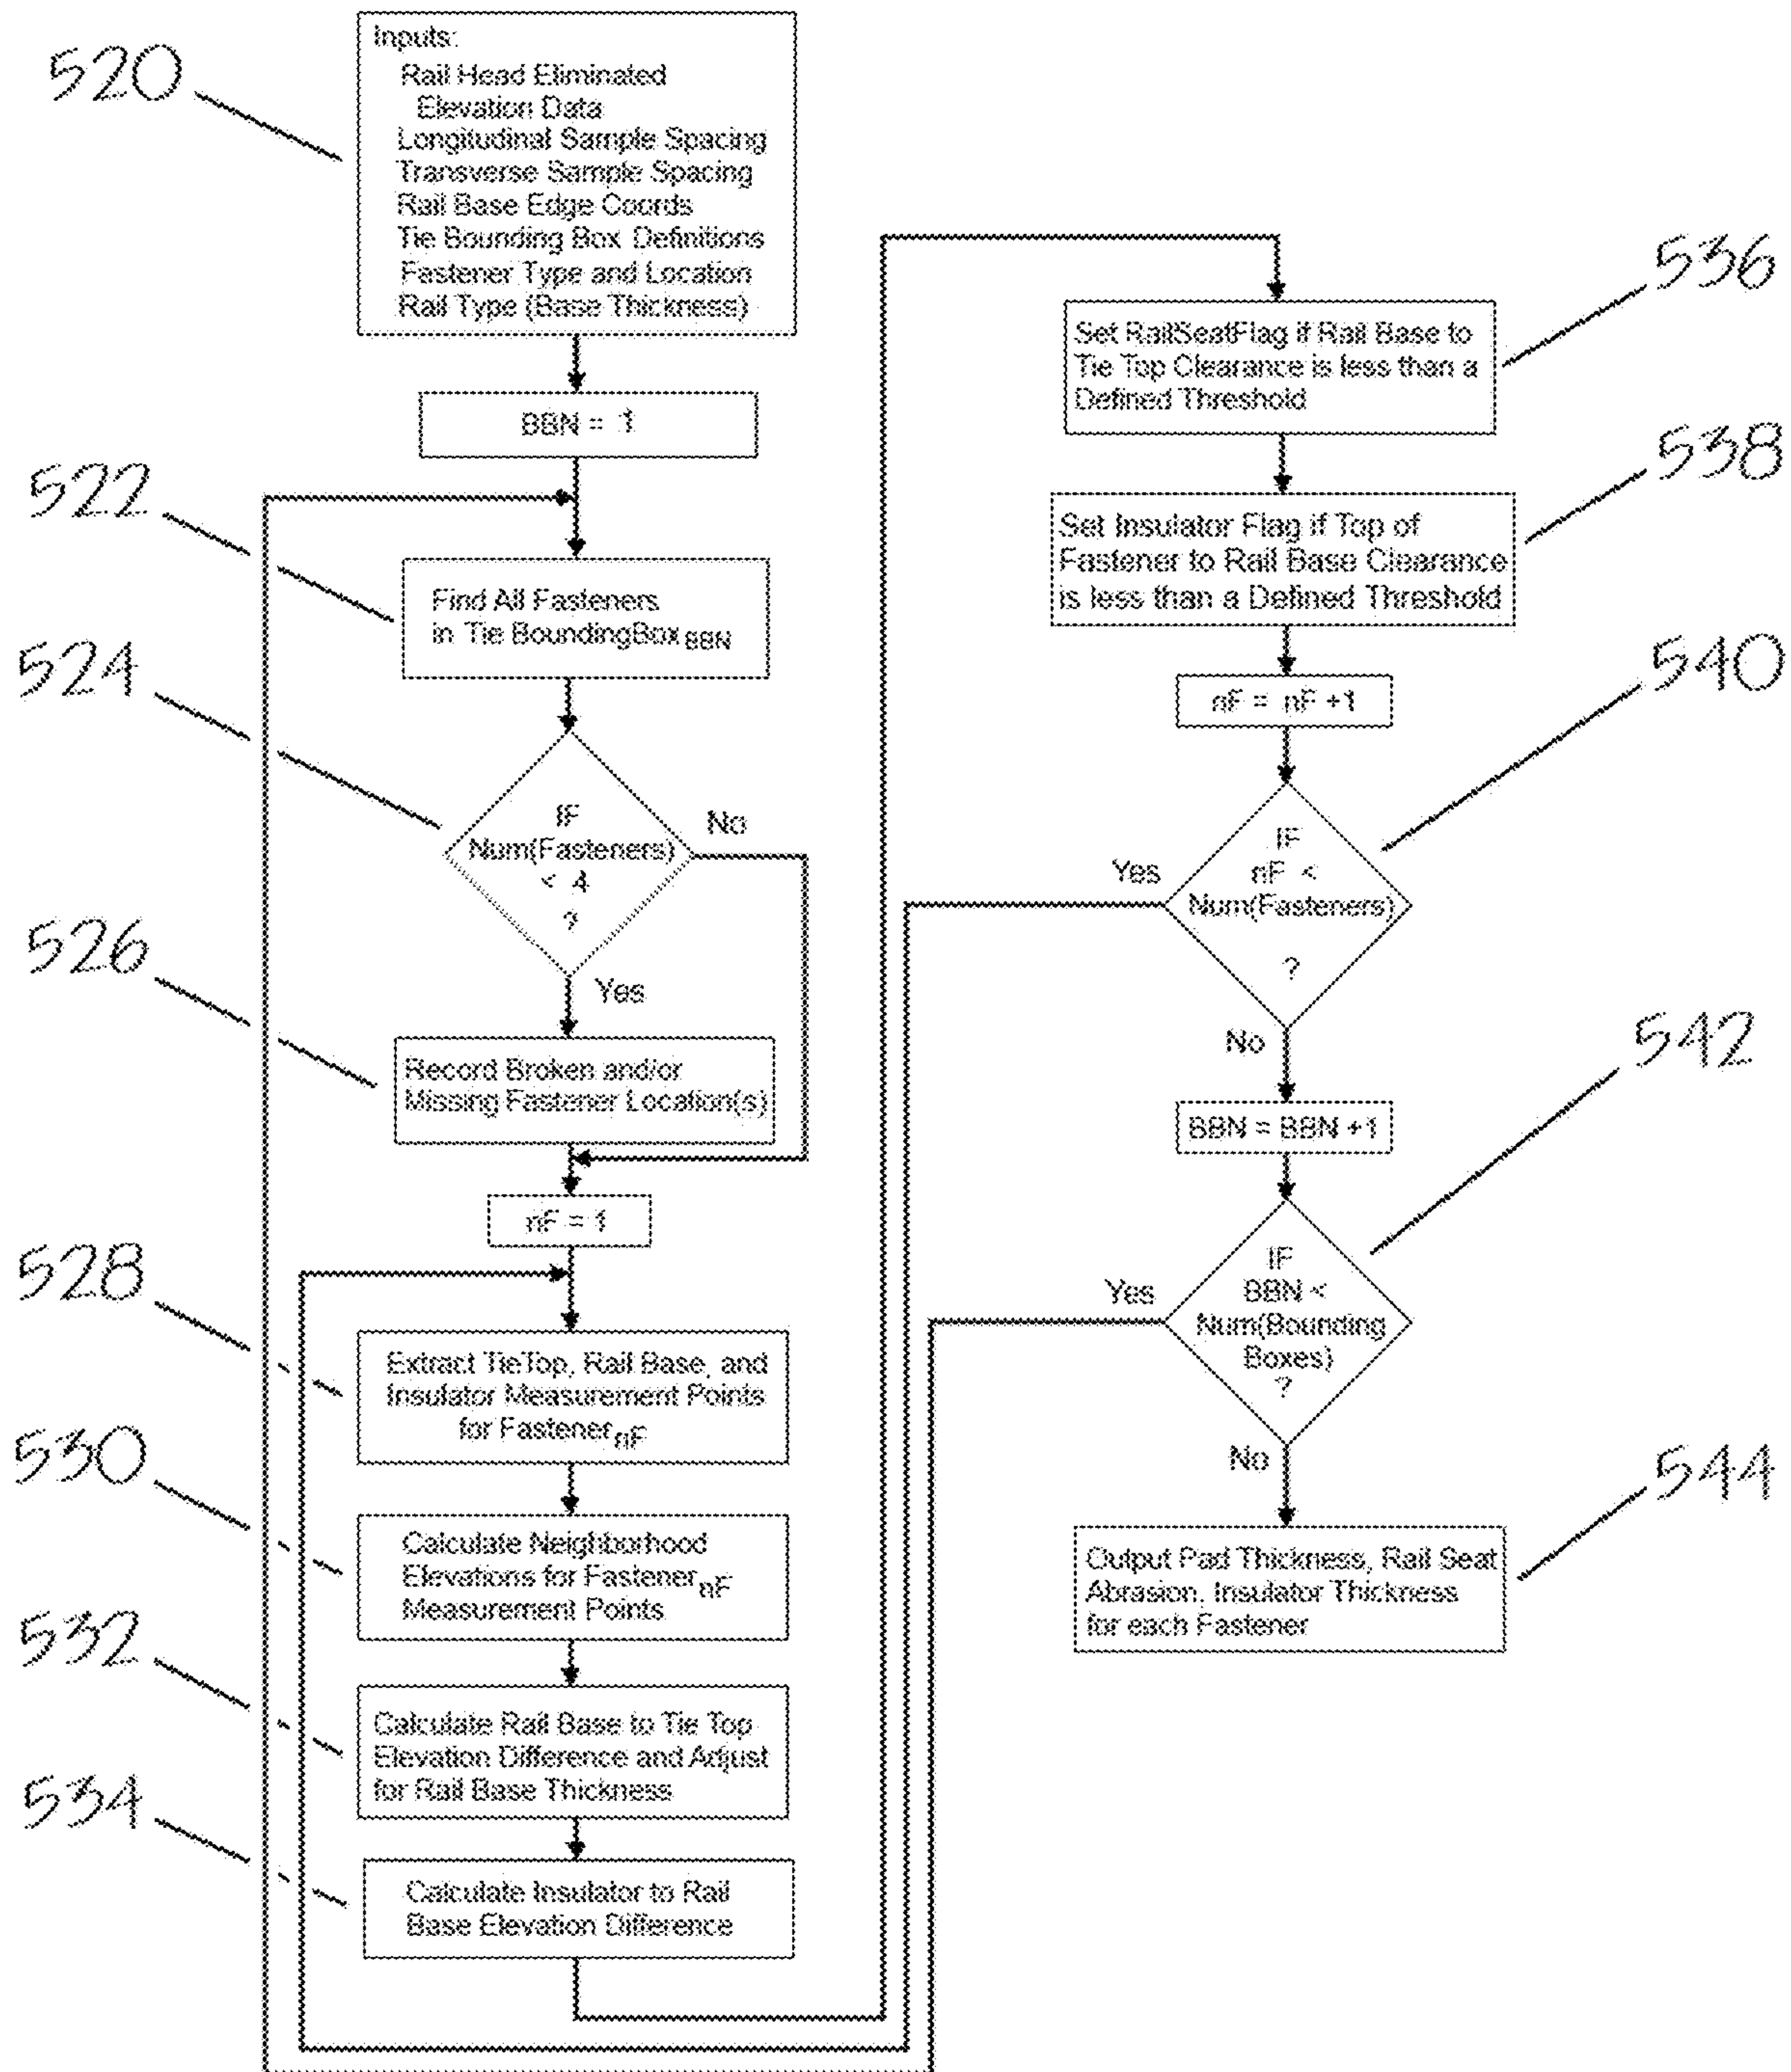 520
Inputs:
Rail Head Eliminated
Elevation Data
Longitudinal Sample Spacing
Transverse Sample Spacing
Rail Base Edge Coords
Tie Bounding Box Definitions
Fastener Type and Location
Rail Type (Base Thickness)
BBN = 1
522
Find All Fasteners
in Tie BoundingBox BBN
524
IF
Num(Fasteners)
< 4
?
No
Yes
526
Record Broken and/or
Missing Fastener Location(s)
nF = 1
528
Extract TieTop, Rail Base, and
Insulator Measurement Points
for Fastener nF
530
Calculate Neighborhood
Elevations for Fastener nF
Measurement Points
532
Calculate Rail Base to Tie Top
Elevation Difference and Adjust
for Rail Base Thickness
534
Calculate Insulator to Rail
Base Elevation Difference
536
Set RailSeatFlag if Rail Base to
Tie Top Clearance is less than a
Defined Threshold
538
Set Insulator Flag if Top of
Fastener to Rail Base Clearance
is less than a Defined Threshold
nF = nF +1
540
IF
nF <
Num(Fasteners)
?
Yes
No
BBN = BBN +1
542
IF
BBN <
Num(Bounding
Boxes)
?
Yes
No
544
Output Pad Thickness, Rail Seat
Abrasion, Insulator Thickness
for each Fastener